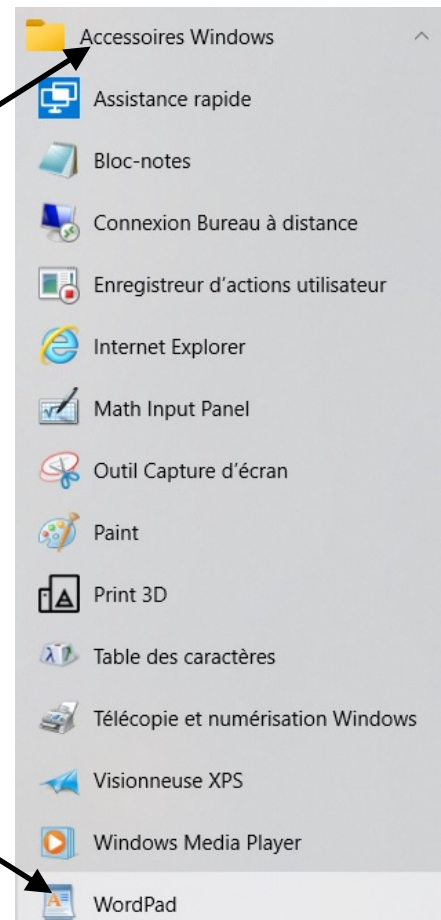 Accessoires Windows
Assistance rapide
Bloc-notes
Connexion Bureau à distance
Enregistreur d'actions utilisateur
Internet Explorer
Math Input Panel
Outil Capture d'écran
Paint
Print 3D
Table des caractères
Télécopie et numérisation Windows
Visionneuse XPS
Windows Media Player
WordPad